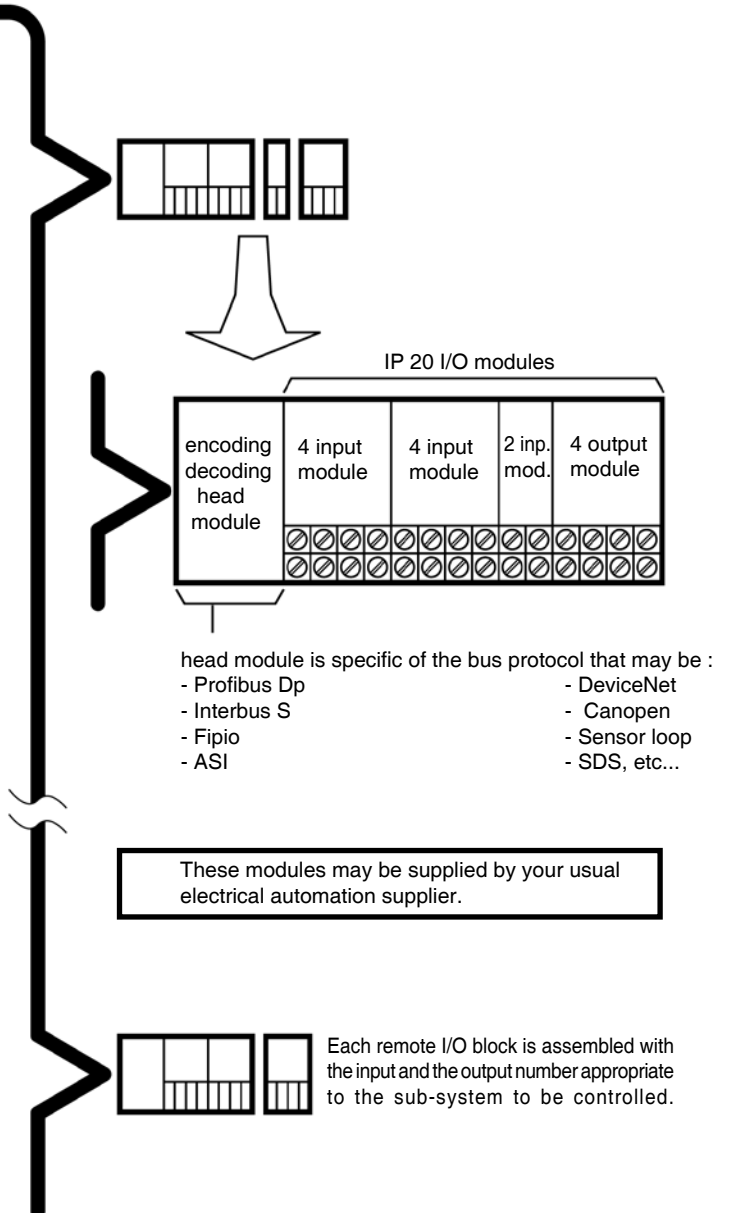 IP 20 I/O modules
encoding
decoding
head
module
4 input
module
4 input
module
2 inp.
mod.
4 output
module
head module is specific of the bus protocol that may be :
- Profibus Dp
- Interbus S
- Fipio
- ASI
- DeviceNet
- Canopen
- Sensor loop
- SDS, etc...
These modules may be supplied by your usual
electrical automation supplier.
Each remote I/O block is assembled with
the input and the output number appropriate
to the sub-system to be controlled.